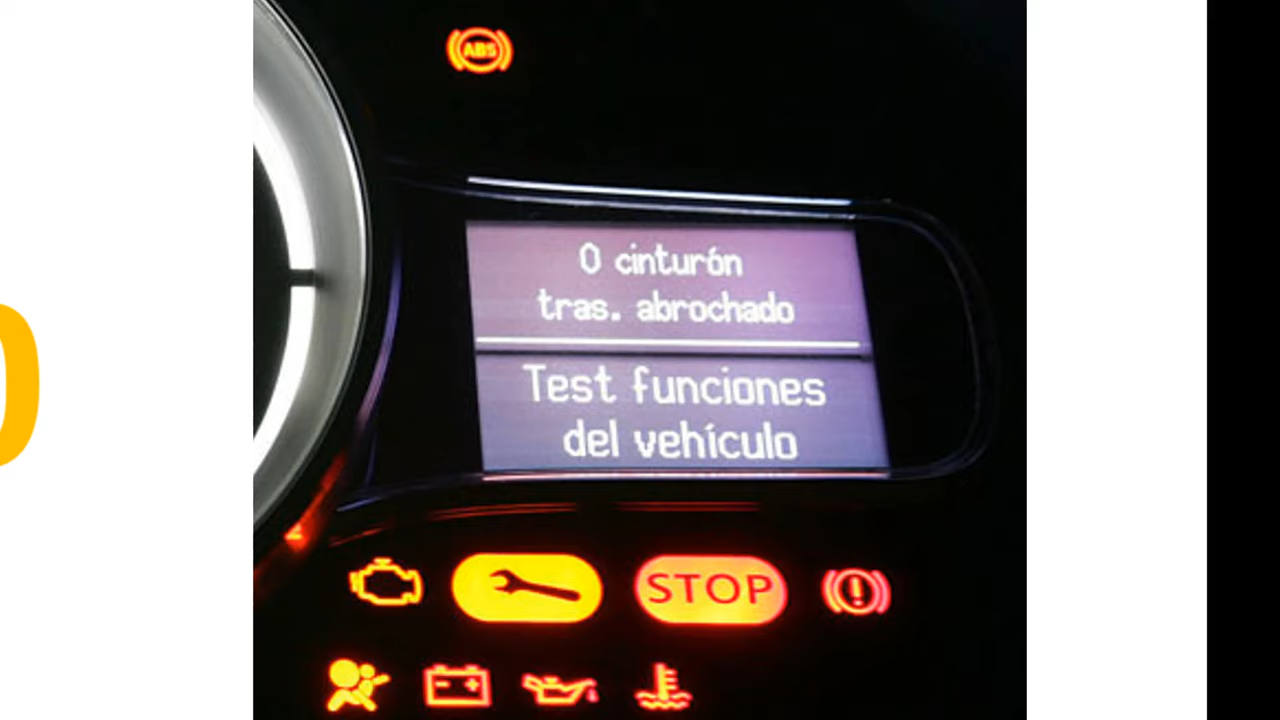 ABS
0 cinturón
tras. abrochado
Test funciones
del vehículo
STOP